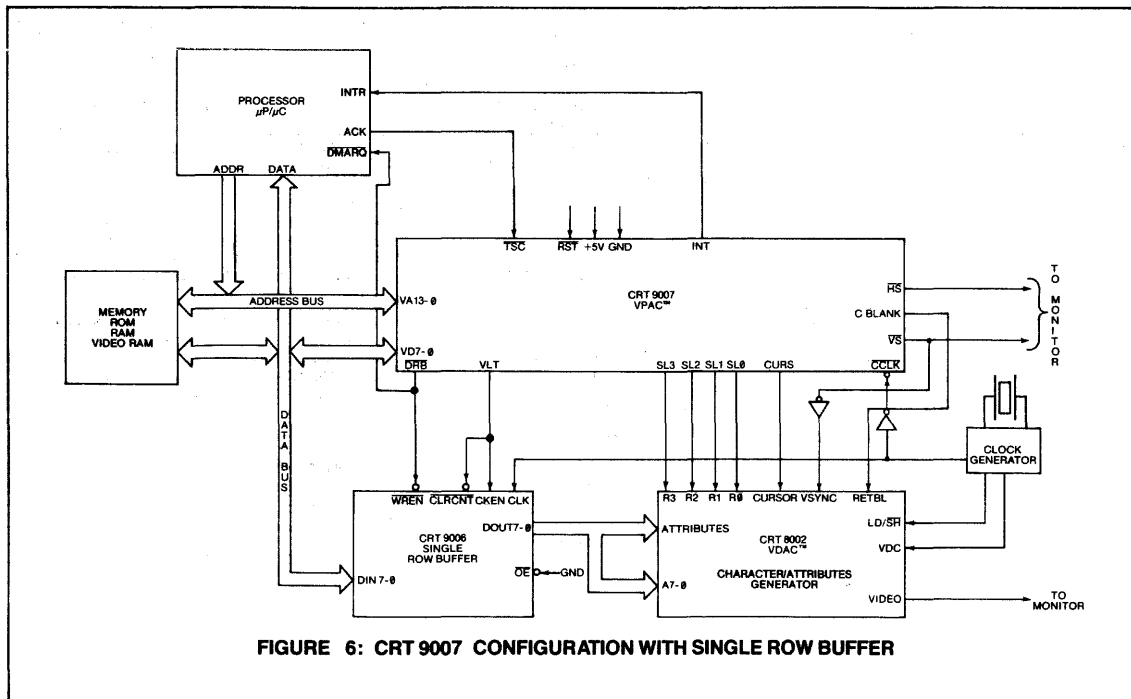 PROCESSOR
μP/μC
INTR
ACK
DMARQ
ADDR DATA
TSC RST +5V GND INT
MEMORY
ROM
RAM
VIDEO RAM
ADDRESS BUS
VA13-0
VD7-0
CRT 9007
VPAC™
HS
C BLANK
VS
TO MONITOR
DRB VLT SL3 SL2 SL1 SL0 CURS CCLK
CLOCK
GENERATOR
DATA BUS
WREN CLRCNT CKEN CLK
DOUT7-0
CRT 9006
SINGLE
ROW BUFFER
OE GND
DIN 7-0
R3 R2 R1 R0 CURSOR VSYNC RETBL
ATTRIBUTES
LD/SH
CRT 8002
VDAC™
VDC
CHARACTER/ATTRIBUTES
GENERATOR
A7-0
VIDEO
TO
MONITOR
FIGURE 6: CRT 9007 CONFIGURATION WITH SINGLE ROW BUFFER